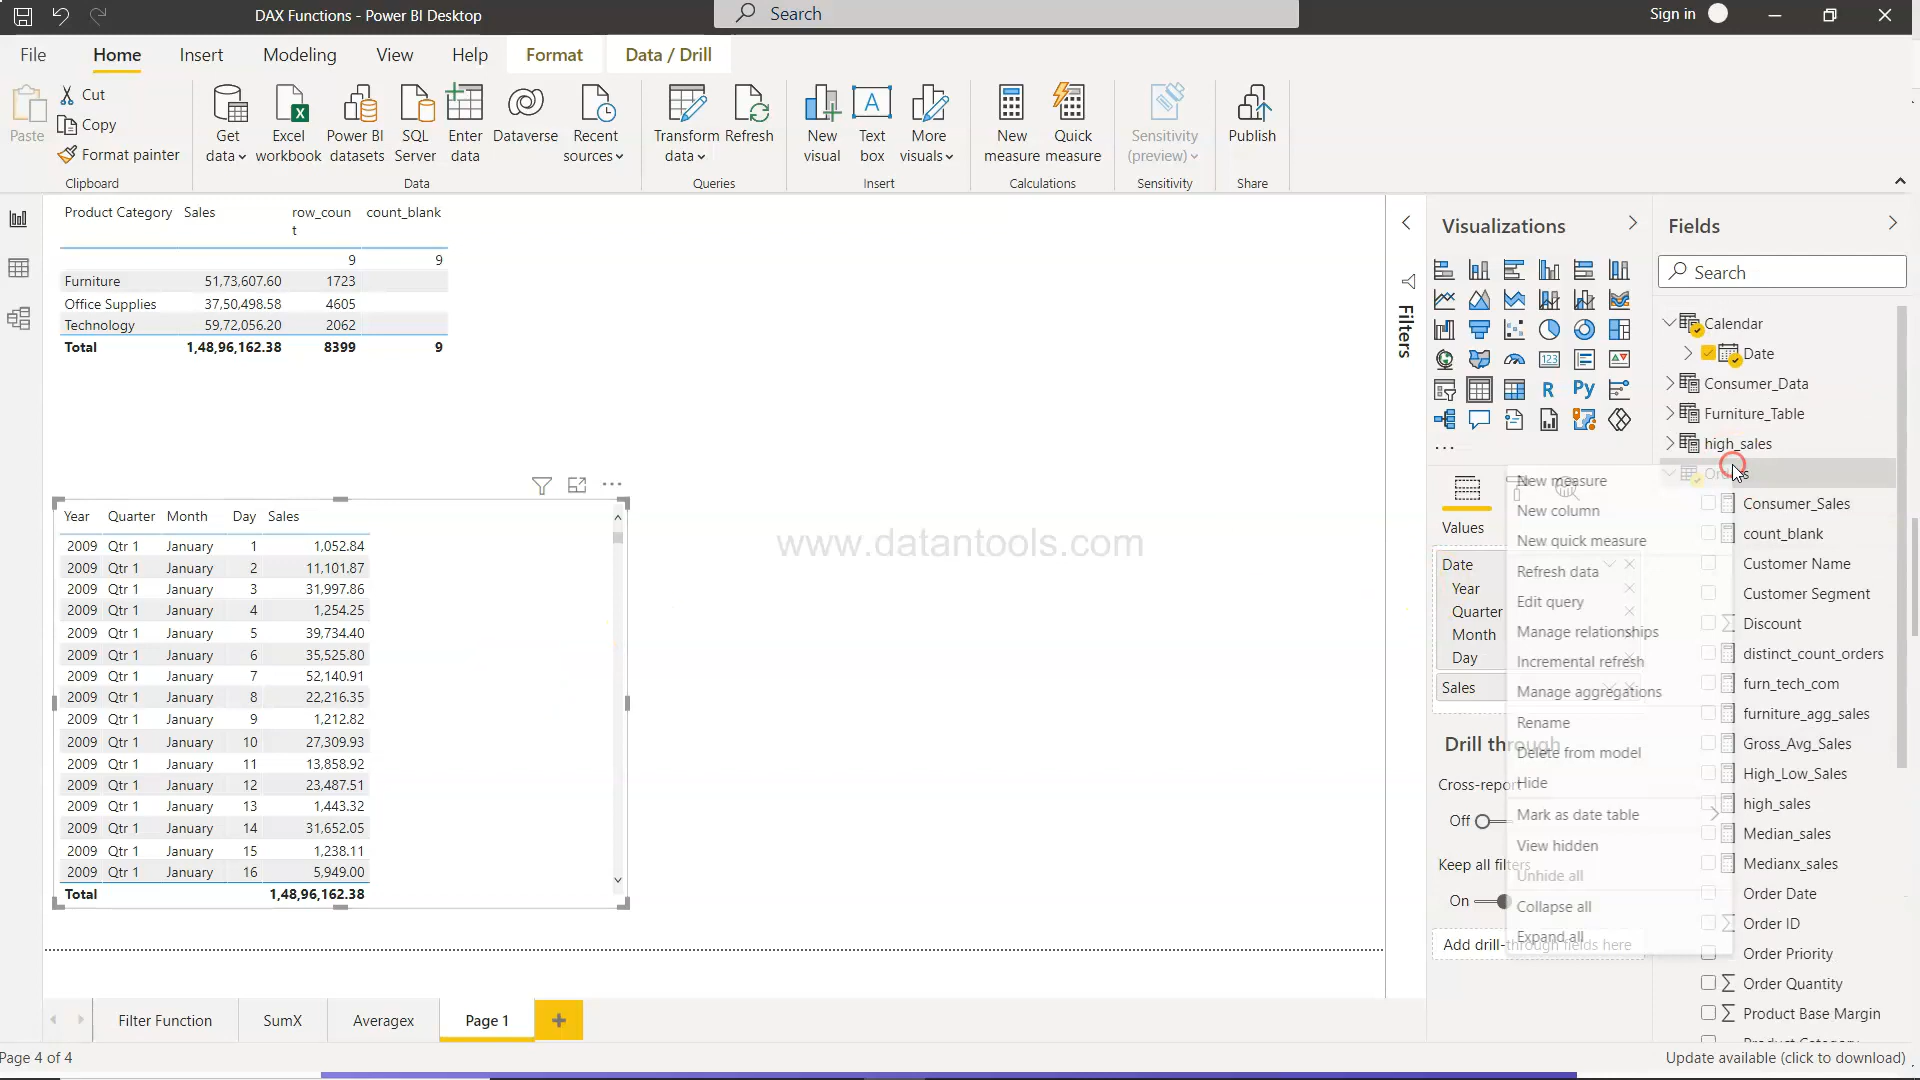 DAX Functions - Power BI Desktop
Search
Sign in
File
Home
Insert
Modeling
View
Help
Format
Data / Drill
Paste
Cut
Copy
Format painter
Clipboard
Get data
Excel workbook
Power BI datasets
SQL Server
Enter data
Dataverse
Recent sources
Data
Transform data
Refresh
Queries
New visual
Text box
More visuals
Insert
New measure
Quick measure
Calculations
Sensitivity (preview)
Sensitivity
Publish
Share
Product Category Sales row_coun count_blank
t
9 9
Furniture 51,73,607.60 1723
Office Supplies 37,50,498.58 4605
Technology 59,72,056.20 2062
Total 1,48,96,162.38 8399 9
Year Quarter Month Day Sales
2009 Qtr 1 January 1 1,052.84
2009 Qtr 1 January 2 11,101.87
2009 Qtr 1 January 3 31,997.86
2009 Qtr 1 January 4 1,254.25
2009 Qtr 1 January 5 39,734.40
2009 Qtr 1 January 6 35,525.80
2009 Qtr 1 January 7 52,140.91
2009 Qtr 1 January 8 22,216.35
2009 Qtr 1 January 9 1,212.82
2009 Qtr 1 January 10 27,309.93
2009 Qtr 1 January 11 13,858.92
2009 Qtr 1 January 12 23,487.51
2009 Qtr 1 January 13 1,443.32
2009 Qtr 1 January 14 31,652.05
2009 Qtr 1 January 15 1,238.11
2009 Qtr 1 January 16 5,949.00
Total 1,48,96,162.38
www.datantools.com
Filters
Visualizations
R
Py
123
Values
Date
Year
Quarter
Month
Day
Sales
Drill through
Cross-report
Off
Keep all filters
On
Add drill-through fields here
New measure
New column
New quick measure
Refresh data
Edit query
Manage relationships
Incremental refresh
Manage aggregations
Rename
Delete from model
Hide
Mark as date table
View hidden
Unhide all
Collapse all
Expand all
Fields
Search
Calendar
Date
Consumer_Data
Furniture_Table
high_sales
Consumer_Sales
count_blank
Customer Name
Customer Segment
Discount
distinct_count_orders
furn_tech_com
furniture_agg_sales
Gross_Avg_Sales
High_Low_Sales
high_sales
Median_sales
Medianx_sales
Order Date
Order ID
Order Priority
Order Quantity
Product Base Margin
Filter Function
SumX
Averagex
Page 1
Page 4 of 4
Update available (click to download)